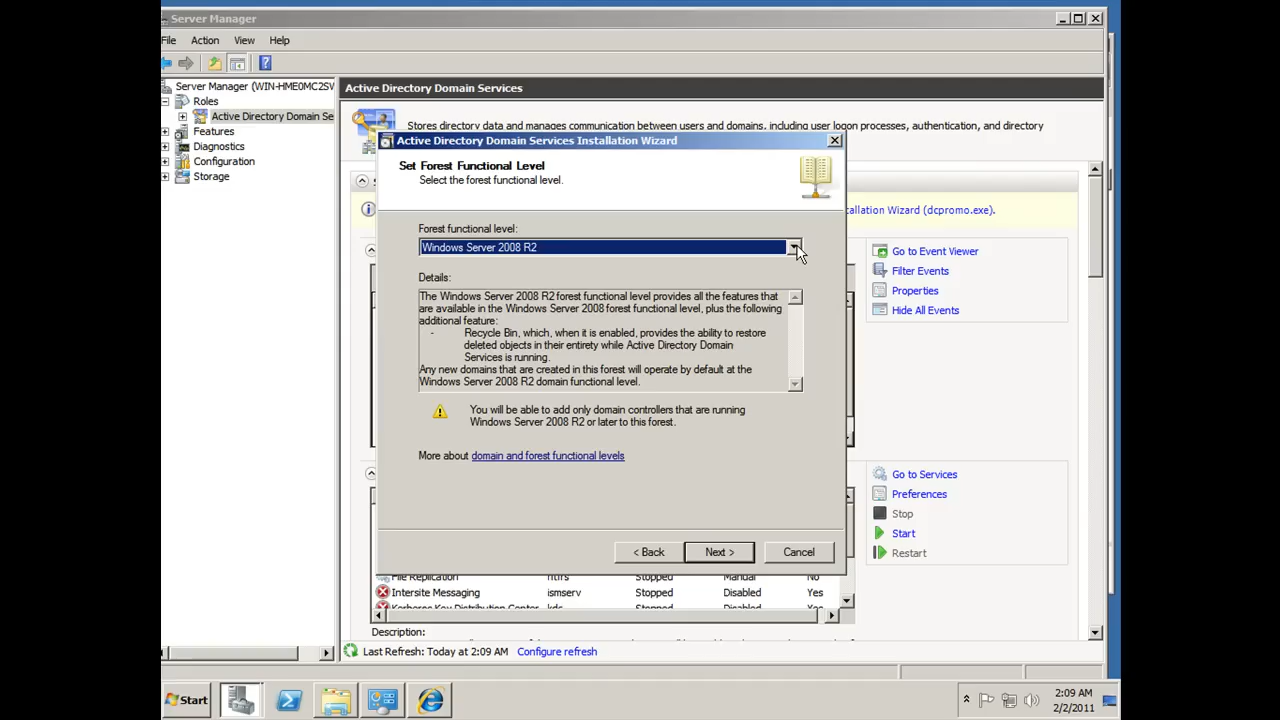 Server Manager
File Action View Help
Server Manager (WIN-HME0MC2SV
Roles
Active Directory Domain Se
Features
Diagnostics
Configuration
Storage
Active Directory Domain Services
Stores directory data and manages communication between users and domains, including user logon processes, authentication, and directory
allation Wizard (dcpromo.exe).
Active Directory Domain Services Installation Wizard
Set Forest Functional Level
Select the forest functional level.
Forest functional level:
Windows Server 2008 R2
Details:
The Windows Server 2008 R2 forest functional level provides all the features that
are available in the Windows Server 2008 forest functional level, plus the following
additional feature:
- Recycle Bin, which, when it is enabled, provides the ability to restore
deleted objects in their entirety while Active Directory Domain
Services is running.
Any new domains that are created in this forest will operate by default at the
Windows Server 2008 R2 domain functional level.
You will be able to add only domain controllers that are running
Windows Server 2008 R2 or later to this forest.
More about domain and forest functional levels
< Back Next > Cancel
Go to Event Viewer
Filter Events
Properties
Hide All Events
Go to Services
Preferences
Stop
Start
Restart
File Replication ntfrs Stopped Manual No
Intersite Messaging ismserv Stopped Disabled Yes
Kerberos Key Distribution Center kdc Stopped Disabled Yes
Description:
Last Refresh: Today at 2:09 AM Configure refresh
Start
2:09 AM
2/2/2011